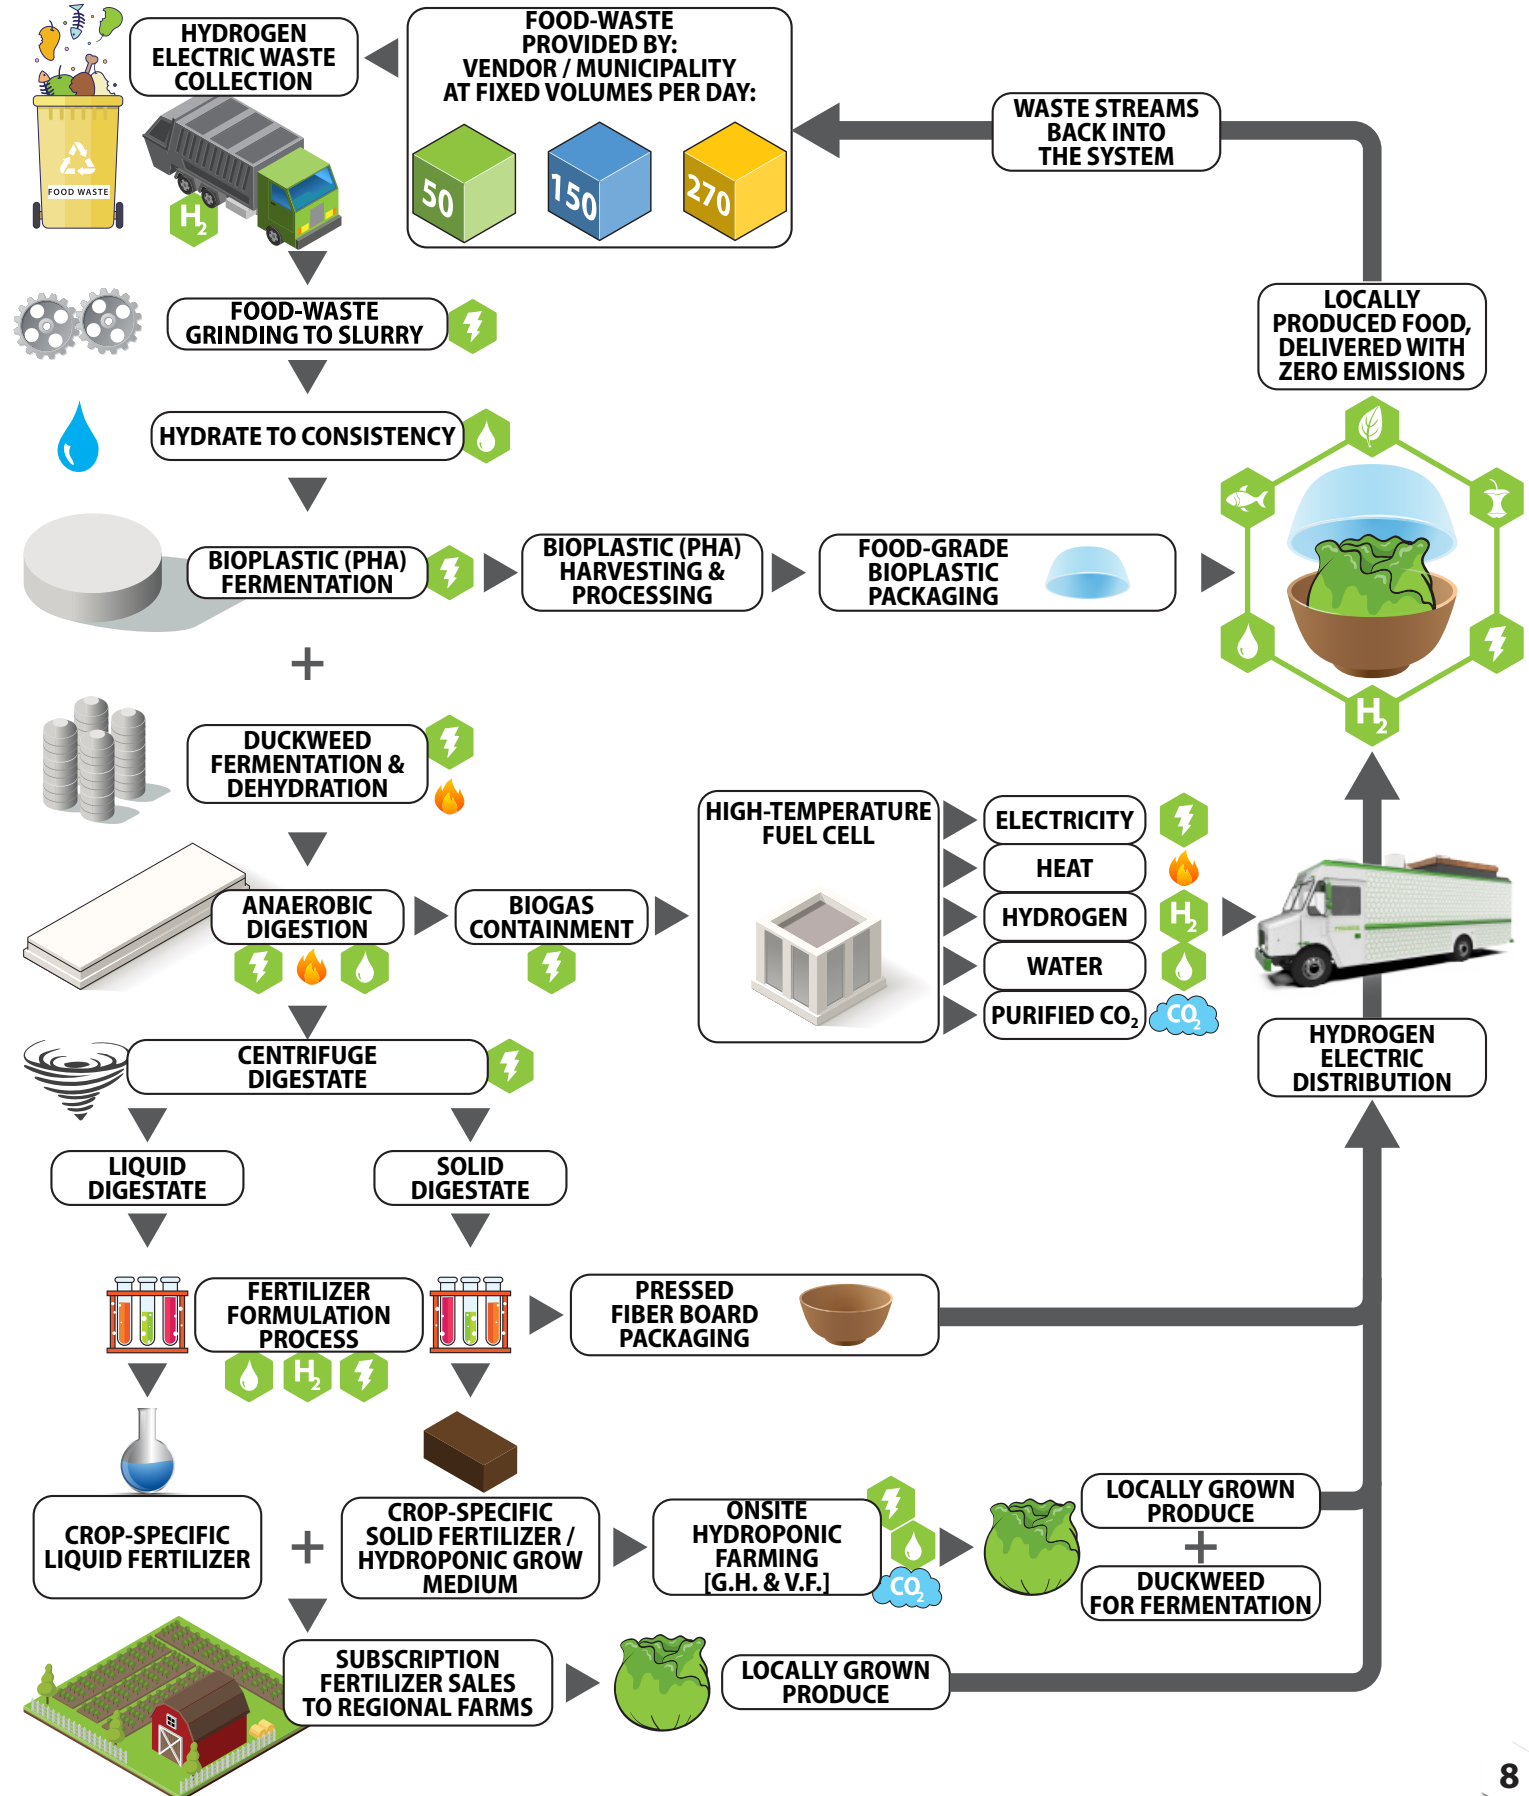 HYDROGEN
ELECTRIC WASTE
COLLECTION
FOOD-WASTE
PROVIDED BY:
VENDOR / MUNICIPALITY
AT FIXED VOLUMES PER DAY:
50
150
270
WASTE STREAMS
BACK INTO
THE SYSTEM
FOOD WASTE
H2
LOCALLY
PRODUCED FOOD,
DELIVERED WITH
ZERO EMISSIONS
FOOD-WASTE
GRINDING TO SLURRY
HYDRATE TO CONSISTENCY
BIOPLASTIC (PHA)
FERMENTATION
BIOPLASTIC (PHA)
HARVESTING &
PROCESSING
FOOD-GRADE
BIOPLASTIC
PACKAGING
+
H2
DUCKWEED
FERMENTATION &
DEHYDRATION
HIGH-TEMPERATURE
FUEL CELL
ELECTRICITY
HEAT
HYDROGEN
H2
WATER
PURIFIED CO2
CO2
ANAEROBIC
DIGESTION
BIOGAS
CONTAINMENT
HYDROGEN
ELECTRIC
DISTRIBUTION
CENTRIFUGE
DIGESTATE
LIQUID
DIGESTATE
SOLID
DIGESTATE
FERTILIZER
FORMULATION
PROCESS
H2
PRESSED
FIBER BOARD
PACKAGING
CROP-SPECIFIC
LIQUID FERTILIZER
+
CROP-SPECIFIC
SOLID FERTILIZER /
HYDROPONIC GROW
MEDIUM
ONSITE
HYDROPONIC
FARMING
[G.H. & V.F.]
CO2
LOCALLY GROWN
PRODUCE
+
DUCKWEED
FOR FERMENTATION
SUBSCRIPTION
FERTILIZER SALES
TO REGIONAL FARMS
LOCALLY GROWN
PRODUCE
8